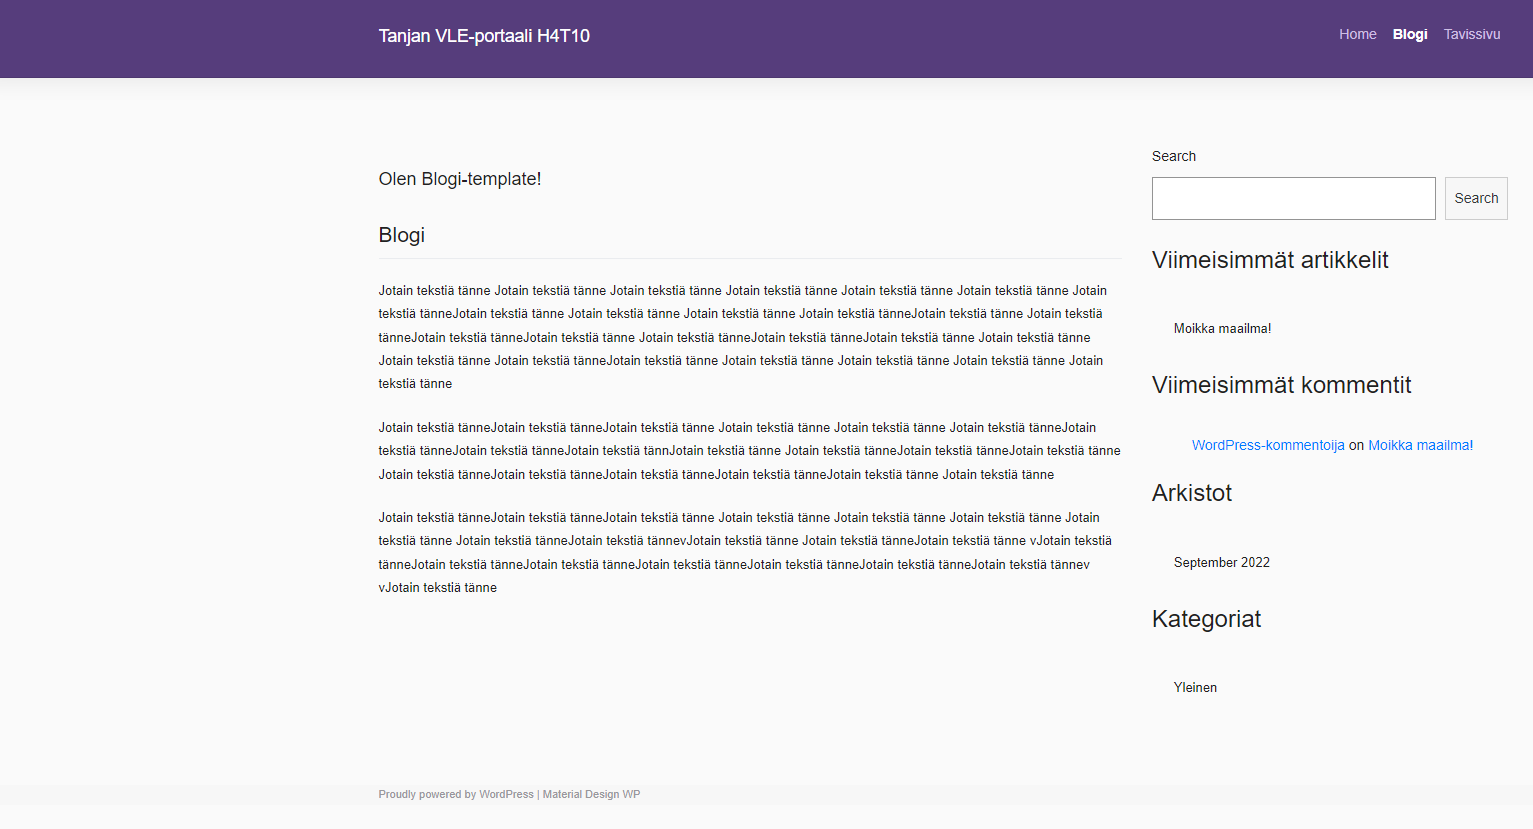 Tanjan VLE-portaali H4T10
Home Blogi Tavissivu
Olen Blogi-template!
Blogi
Jotain tekstiä tänne Jotain tekstiä tänne Jotain tekstiä tänne Jotain tekstiä tänne Jotain tekstiä tänne Jotain tekstiä tänne Jotain
tekstiä tänneJotain tekstiä tänne Jotain tekstiä tänne Jotain tekstiä tänne Jotain tekstiä tänneJotain tekstiä tänne Jotain tekstiä
tänneJotain tekstiä tänneJotain tekstiä tänne Jotain tekstiä tänneJotain tekstiä tänneJotain tekstiä tänne Jotain tekstiä tänne
Jotain tekstiä tänne Jotain tekstiä tänneJotain tekstiä tänne Jotain tekstiä tänne Jotain tekstiä tänne Jotain tekstiä tänne Jotain
tekstiä tänne
Jotain tekstiä tänneJotain tekstiä tänneJotain tekstiä tänne Jotain tekstiä tänne Jotain tekstiä tänne Jotain tekstiä tänneJotain
tekstiä tänneJotain tekstiä tänneJotain tekstiä tännJotain tekstiä tänne Jotain tekstiä tänneJotain tekstiä tänneJotain tekstiä tänne
Jotain tekstiä tänneJotain tekstiä tänneJotain tekstiä tänneJotain tekstiä tänneJotain tekstiä tänne Jotain tekstiä tänne
Jotain tekstiä tänneJotain tekstiä tänneJotain tekstiä tänne Jotain tekstiä tänne Jotain tekstiä tänne Jotain tekstiä tänne Jotain
tekstiä tänne Jotain tekstiä tänneJotain tekstiä tännevJotain tekstiä tänne Jotain tekstiä tänneJotain tekstiä tänne vJotain tekstiä
tänneJotain tekstiä tänneJotain tekstiä tänneJotain tekstiä tänneJotain tekstiä tänneJotain tekstiä tänneJotain tekstiä tännev
vJotain tekstiä tänne
Search
Search
Viimeisimmät artikkelit
Moikka maailma!
Viimeisimmät kommentit
WordPress-kommentoija on Moikka maailma!
Arkistot
September 2022
Kategoriat
Yleinen
Proudly powered by WordPress | Material Design WP